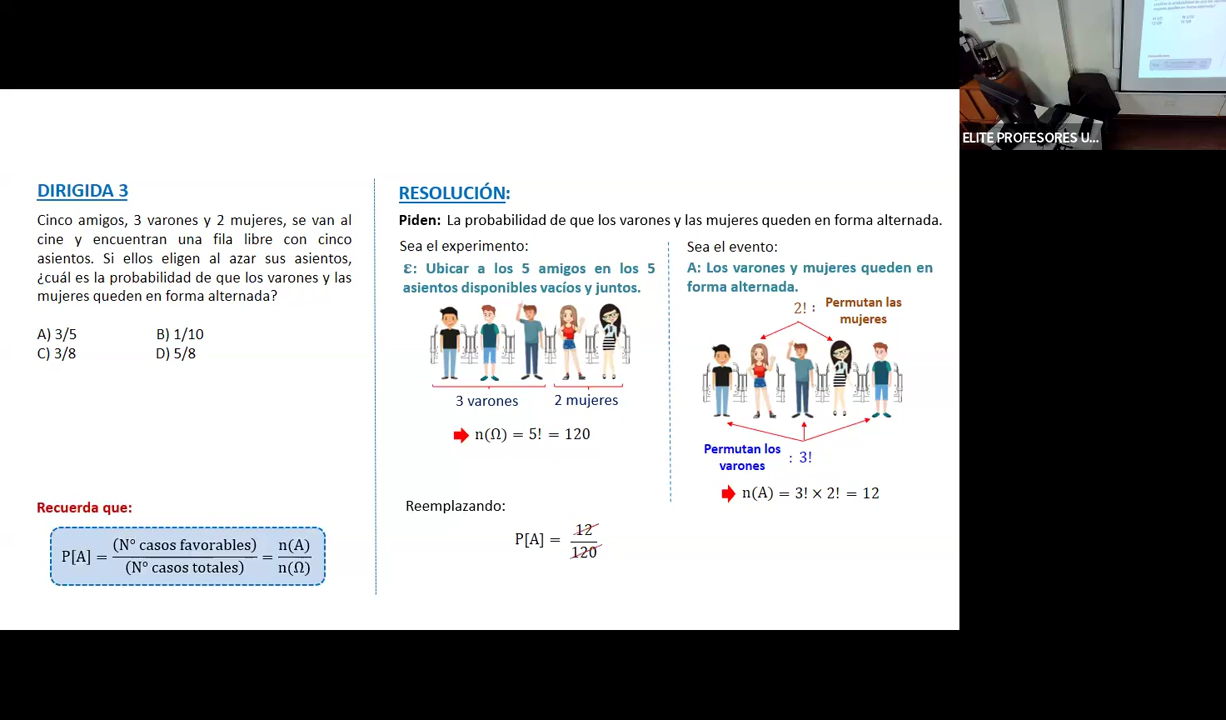 DIRIGIDA 3
Cinco amigos, 3 varones y 2 mujeres, se van al
cine y encuentran una fila libre con cinco
asientos. Si ellos eligen al azar sus asientos,
¿cuál es la probabilidad de que los varones y las
mujeres queden en forma alternada?
A) 3/5 B) 1/10
C) 3/8 D) 5/8
Recuerda que:
P[A] = (N° casos favorables) / (N° casos totales) = n(A) / n(Ω)
RESOLUCIÓN:
Piden: La probabilidad de que los varones y las mujeres queden en forma alternada.
Sea el experimento:
ε: Ubicar a los 5 amigos en los 5
asientos disponibles vacíos y juntos.
3 varones 2 mujeres
n(Ω) = 5! = 120
Sea el evento:
A: Los varones y mujeres queden en
forma alternada.
2! : Permutan las
mujeres
Permutan los
varones : 3!
n(A) = 3! × 2! = 12
Reemplazando:
P[A] = 12 / 120
ELITE PROFESORES U...